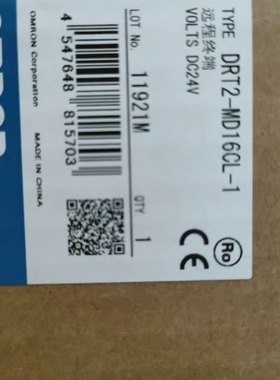 TYPE DRT2-MD16CL-1
远程终端
VOLTS DC24V
LOT No. 11921M
QTY. 1
4 547648 815703
OMRON Corporation
MADE IN CHINA
CE